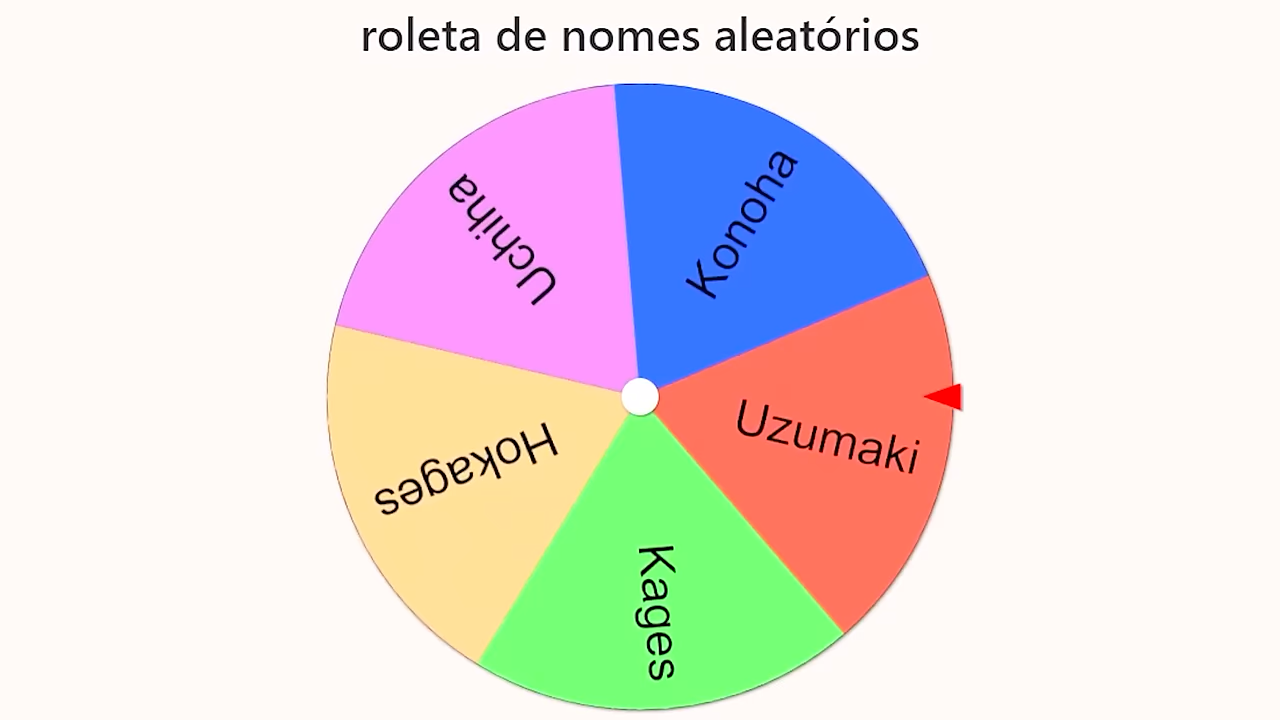 roleta de nomes aleatórios
Konoha
Uzumaki
Kages
Hokages
Uchiha